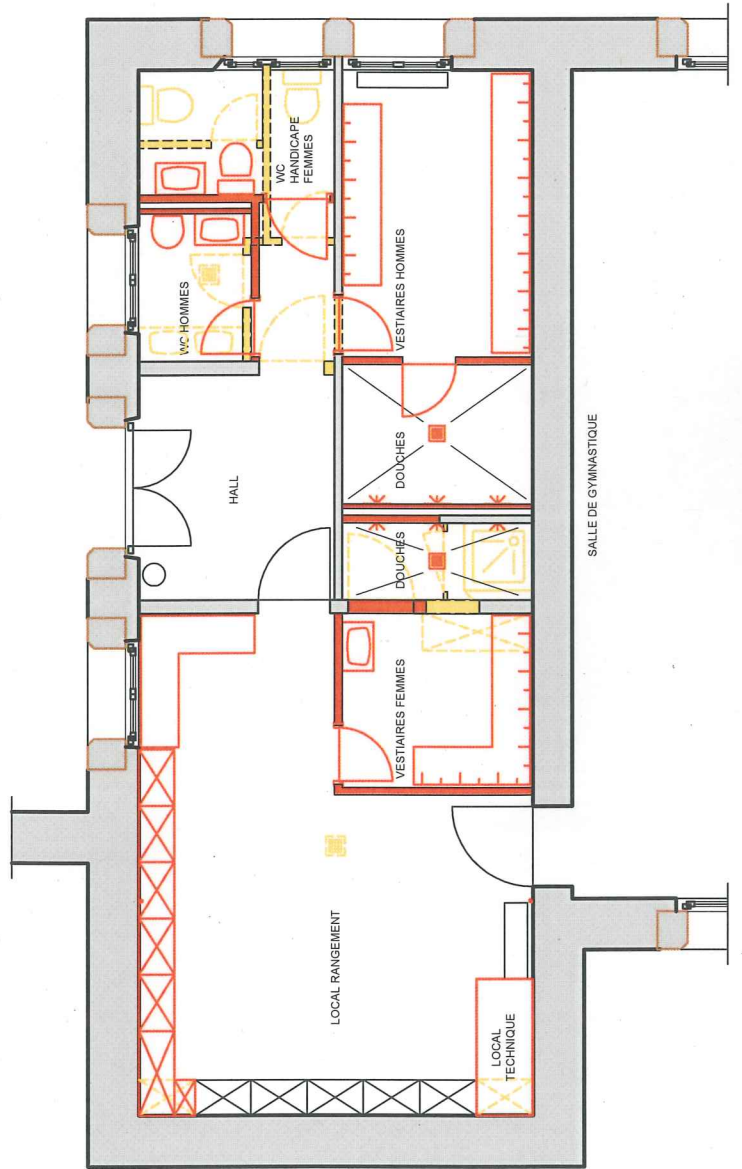 WC
HANDICAPE
FEMMES
WC HOMMES
VESTIAIRES HOMMES
DOUCHES
HALL
DOUCHES
SALLE DE GYMNASTIQUE
VESTIAIRES FEMMES
LOCAL RANGEMENT
LOCAL
TECHNIQUE